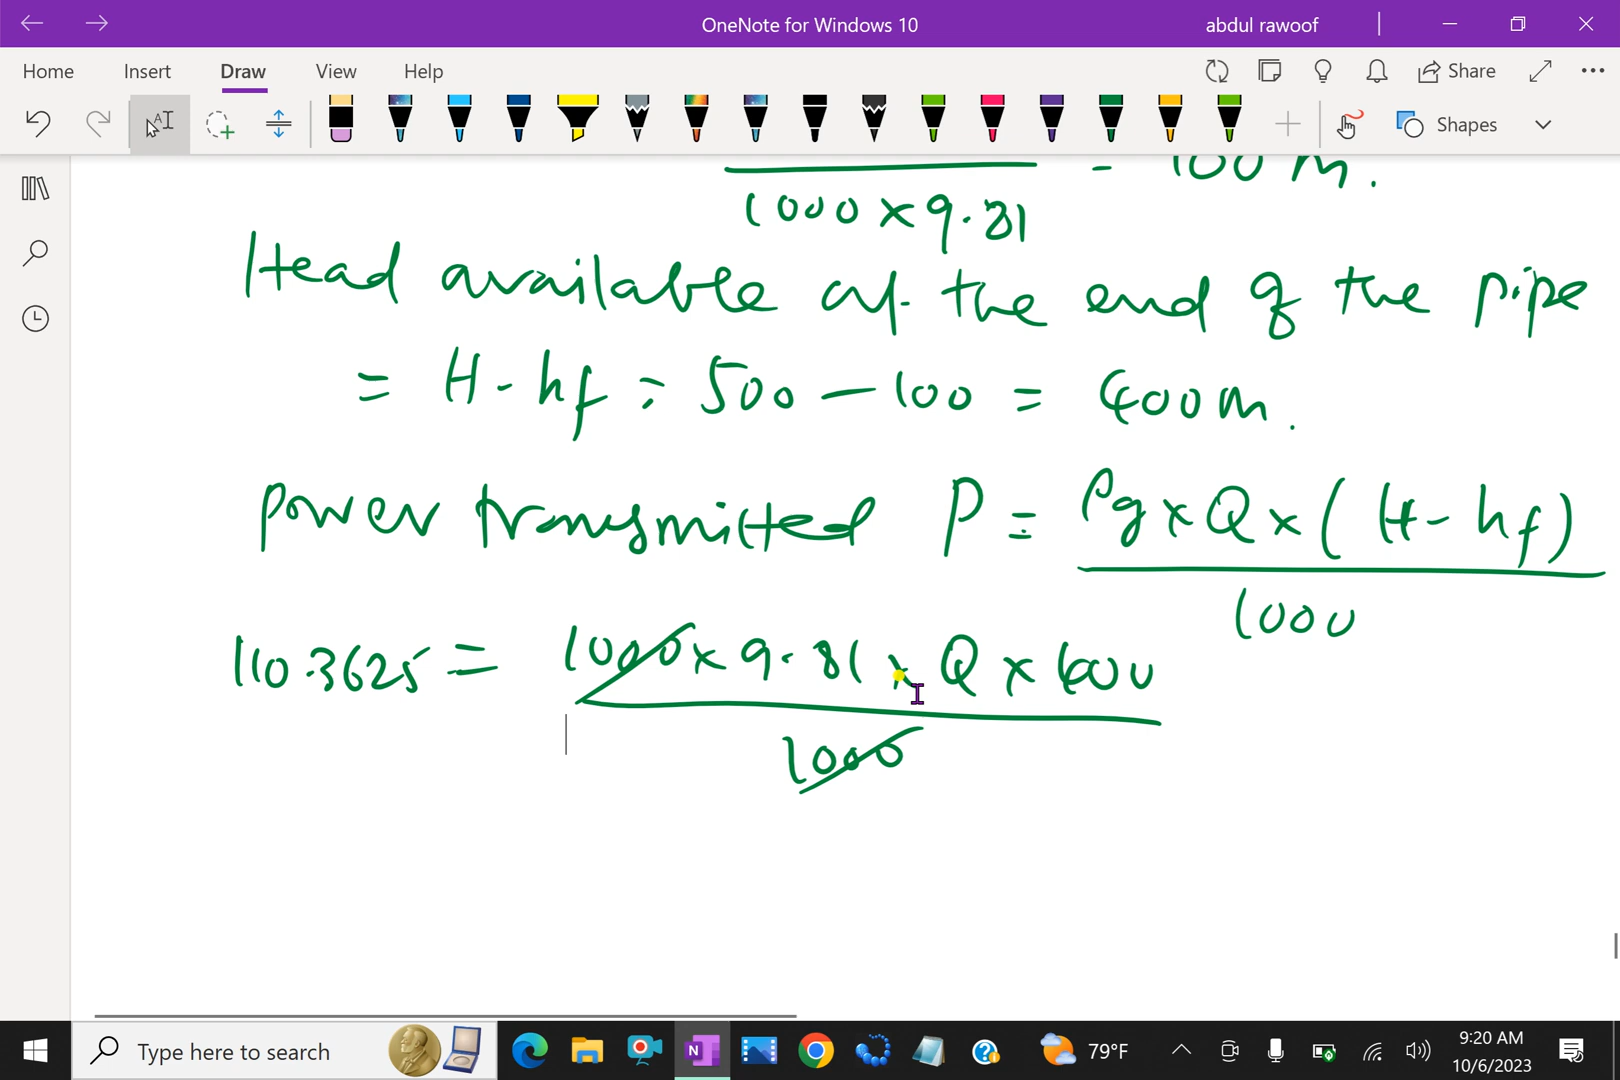 OneNote for Windows 10
abdul rawoof
Home Insert Draw View Help
Share
Shapes
= 100 m.
1000 x 9.81
Head available at the end of the pipe
= H - hf = 500 - 100 = 400m.
Power transmitted P = ρg x Q x (H - hf)
1000
110.3625 = 1000 x 9.81 x Q x 400
1000
Type here to search
79°F
9:20 AM
10/6/2023